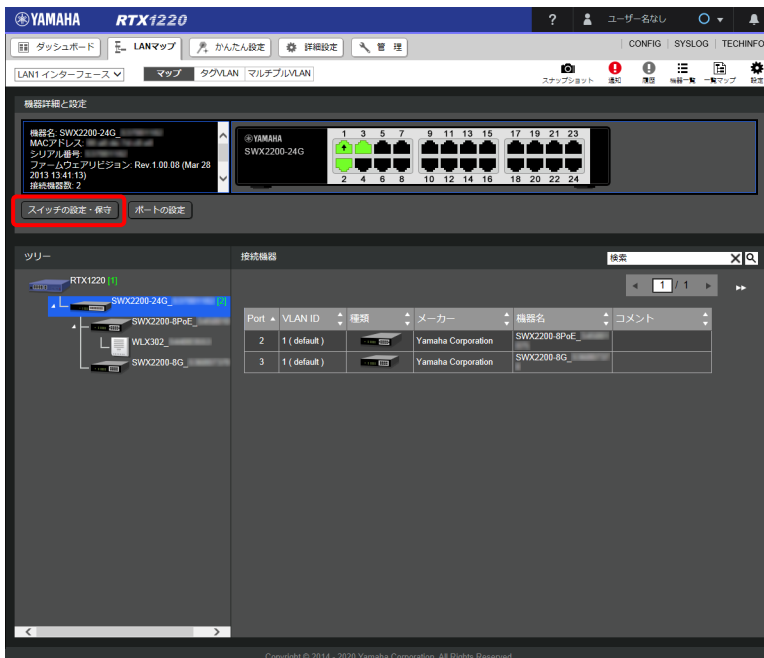 YAMAHA RTX1220 ? ユーザー名なし
ダッシュボード LANマップ かんたん設定 詳細設定 管 理 CONFIG SYSLOG TECHINFO
LAN1 インターフェース マップ タグVLAN マルチプルVLAN スナップショット 通知 履歴 機器一覧 一覧マップ 設定
機器詳細と設定
機器名: SWX2200-24G_
MACアドレス:
シリアル番号:
ファームウェアリビジョン: Rev.1.00.08 (Mar 28
2013 13:41:13)
接続機器数: 2
YAMAHA
SWX2200-24G
1 3 5 7 9 11 13 15 17 19 21 23
2 4 6 8 10 12 14 16 18 20 22 24
スイッチの設定・保守 ポートの設定
ツリー
RTX1220 [1]
SWX2200-24G_ [2]
SWX2200-8PoE_
WLX302_
SWX2200-8G_
接続機器 検索 X
1 / 1
Port VLAN ID 種類 メーカー 機器名 コメント
2 1 ( default ) Yamaha Corporation SWX2200-8PoE_
3 1 ( default ) Yamaha Corporation SWX2200-8G_
Copyright © 2014 - 2020 Yamaha Corporation. All Rights Reserved.